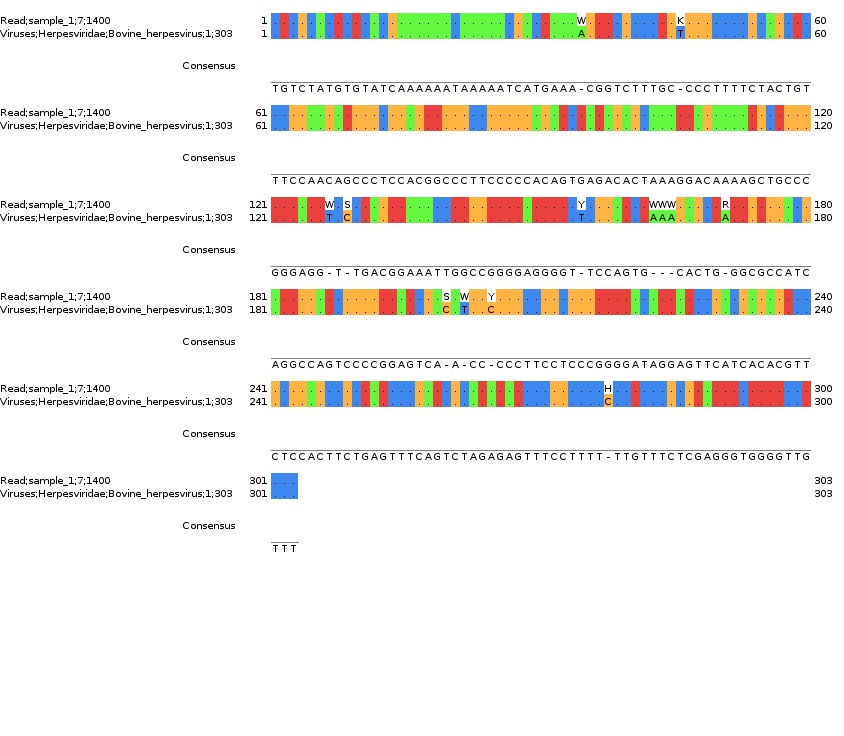 Read;sample_1;7;1400 1 W K 60
Viruses;Herpesviridae;Bovine_herpesvirus;1;303 1 A T 60
Consensus
TGTCTATGTGTATCAAAAAATAAAAATCATGAAA-CGGTCTTTGC-CCCTTTTCTACTGT
Read;sample_1;7;1400 61 120
Viruses;Herpesviridae;Bovine_herpesvirus;1;303 61 120
Consensus
TTCCAACAGCCCTCCACGGCCCTTCCCCCACAGTGAGACACTAAAGGACAAAAGCTGCCC
Read;sample_1;7;1400 121 W S Y WWW R 180
Viruses;Herpesviridae;Bovine_herpesvirus;1;303 121 T C T AAA A 180
Consensus
GGGAGG-T-TGACGGAAATTGGCCGGGGAGGGGT-TCCAGTG---CACTG-GGCGCCATC
Read;sample_1;7;1400 181 S W Y 240
Viruses;Herpesviridae;Bovine_herpesvirus;1;303 181 C T C 240
Consensus
AGGCCAGTCCCCGGAGTCA-A-CC-CCCTTCCTCCCGGGGATAGGAGTTCATCACACGTT
Read;sample_1;7;1400 241 H 300
Viruses;Herpesviridae;Bovine_herpesvirus;1;303 241 C 300
Consensus
CTCCACTTCTGAGTTTCAGTCTAGAGAGTTTCCTTTT-TTGTTTCTCGAGGGTGGGGTTG
Read;sample_1;7;1400 301 303
Viruses;Herpesviridae;Bovine_herpesvirus;1;303 301 303
Consensus
TTT